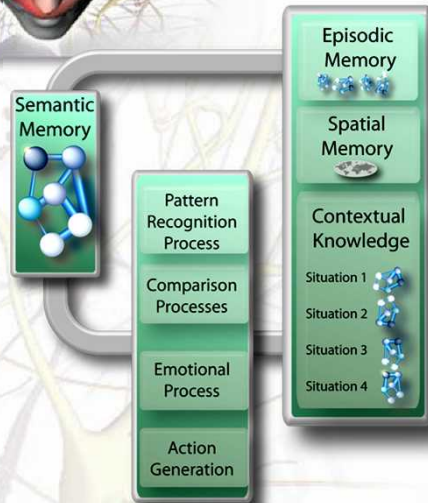 Semantic
Memory
Pattern
Recognition
Process
Comparison
Processes
Emotional
Process
Action
Generation
Episodic
Memory
Spatial
Memory
Contextual
Knowledge
Situation 1
Situation 2
Situation 3
Situation 4